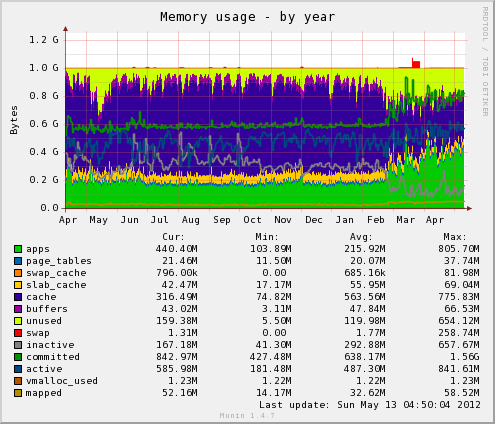 Memory usage - by year
RRDTOOL / TOBI OETIKER
Bytes
1.2 G
1.0 G
0.8 G
0.6 G
0.4 G
0.2 G
0.0
Apr May Jun Jul Aug Sep Oct Nov Dec Jan Feb Mar Apr
Cur: Min: Avg: Max:
apps 440.40M 103.89M 215.92M 805.70M
page_tables 21.46M 11.50M 20.07M 37.74M
swap_cache 796.00k 0.00 685.16k 81.98M
slab_cache 42.47M 17.17M 55.95M 69.04M
cache 316.49M 74.82M 563.56M 775.83M
buffers 43.02M 3.11M 47.84M 66.53M
unused 159.38M 5.50M 119.98M 654.12M
swap 1.31M 0.00 1.77M 258.74M
inactive 167.18M 41.30M 292.88M 657.67M
committed 842.97M 427.48M 638.17M 1.56G
active 585.98M 181.48M 487.30M 841.61M
vmalloc_used 1.23M 1.22M 1.22M 1.23M
mapped 52.16M 14.17M 32.62M 58.52M
Last update: Sun May 13 04:50:04 2012
Munin 1.4.7